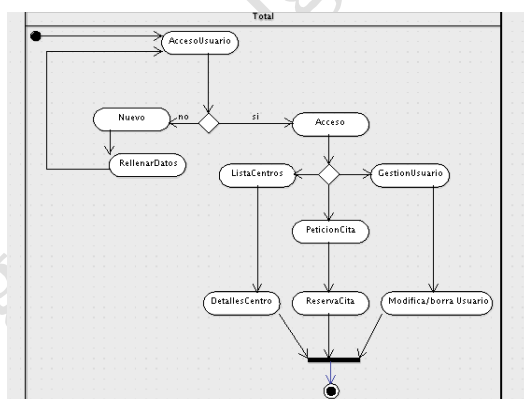 Total
AccesoUsuario
Nuevo
no
si
Acceso
RellenarDatos
ListaCentros
GestionUsuario
PeticionCita
DetallesCentro
ReservaCita
Modifica/borra Usuario